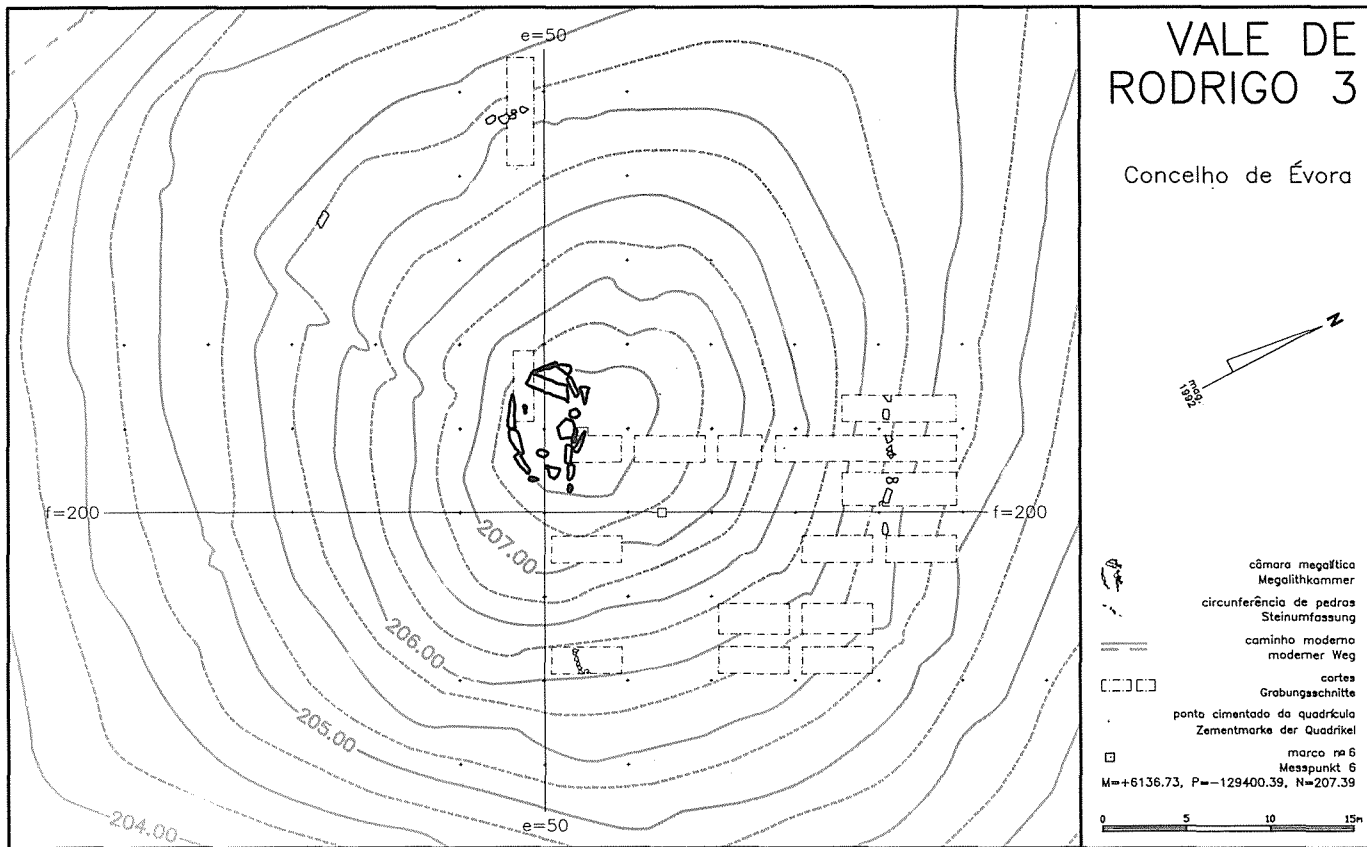 e=50
f=200
f=200
207.00
206.00
205.00
204.00
e=50
VALE DE
RODRIGO 3
Concelho de Évora
N
mag.
1992
câmara megalítica
Megalithkammer
circunferência de pedras
Steinumfassung
caminho moderno
moderner Weg
cortes
Grabungsschnitte
ponto cimentado da quadrícula
Zementmarke der Quadrikel
marco nº 6
Messpunkt 6
M=+6136.73, P=-129400.39, N=207.39
0 5 10 15m